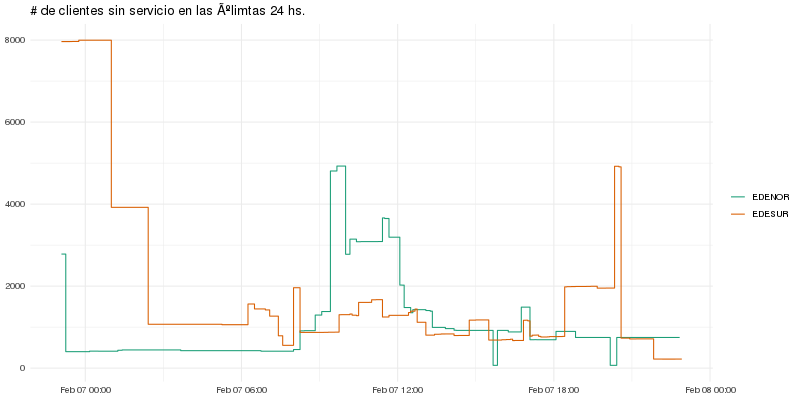 # de clientes sin servicio en las Ãºlimtas 24 hs.
8000
6000
4000
2000
0
Feb 07 00:00
Feb 07 06:00
Feb 07 12:00
Feb 07 18:00
Feb 08 00:00
EDENOR
EDESUR